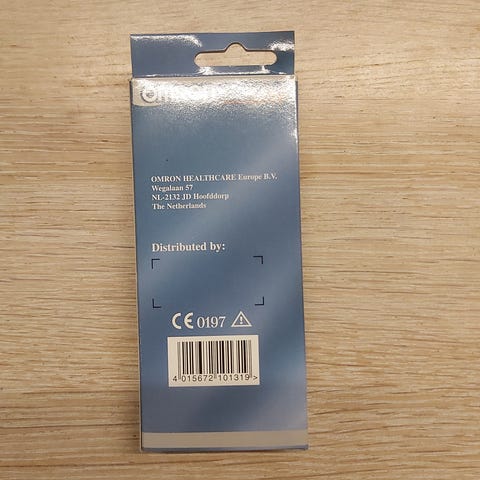 OMRON HEALTHCARE Europe B.V.
Wegalaan 57
NL-2132 JD Hoofddorp
The Netherlands
Distributed by:
CE 0197
4 015672 101319 >